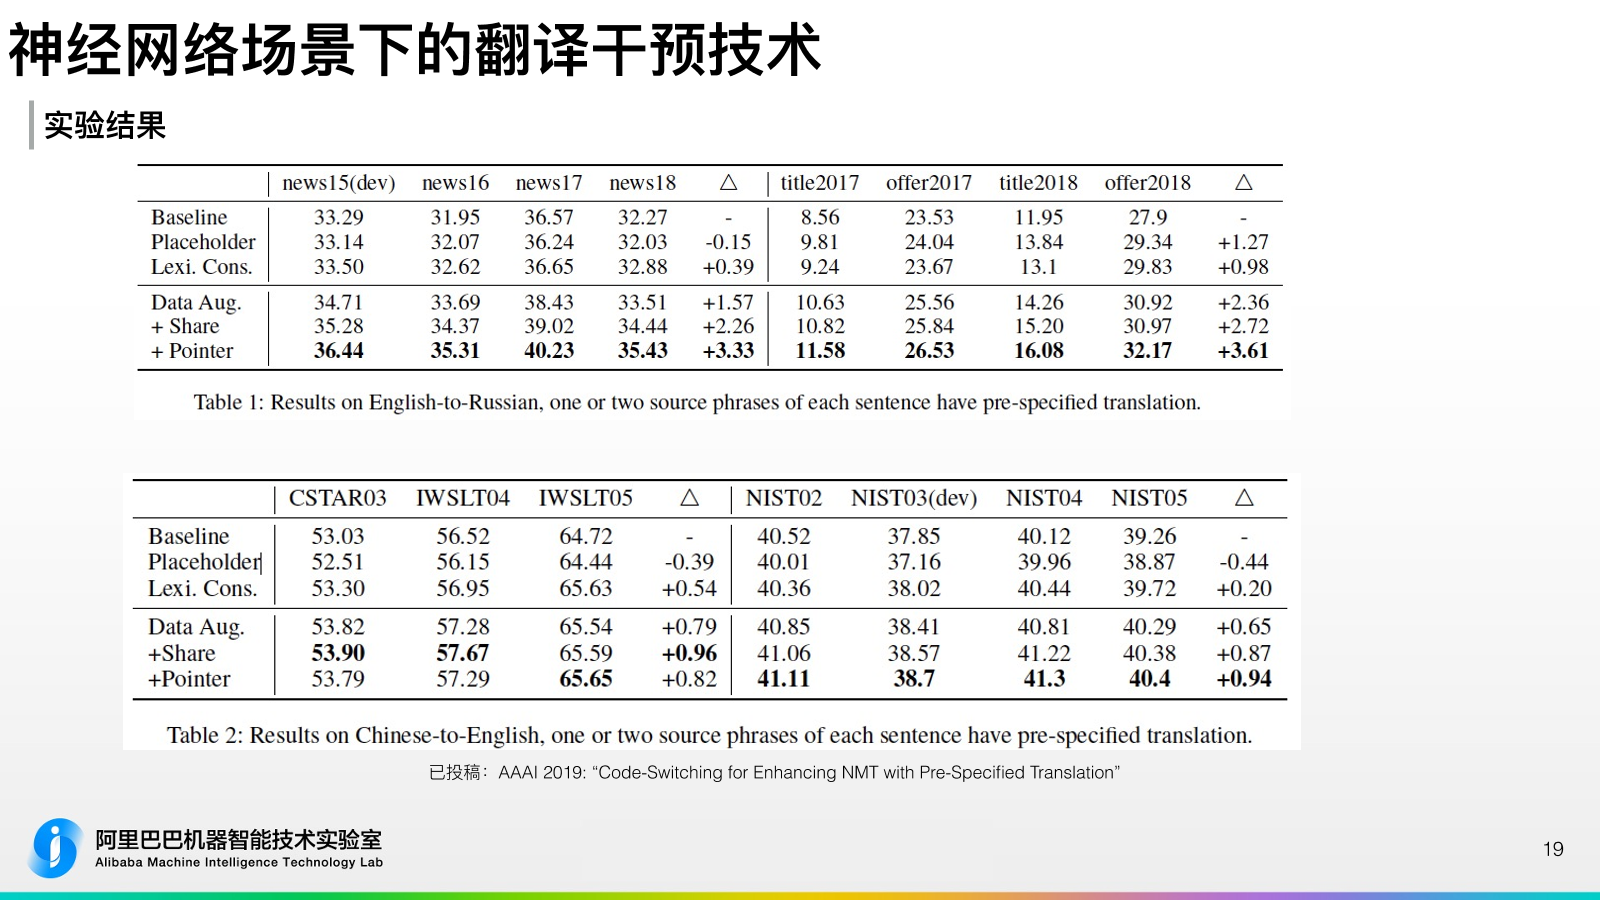 神经网络场景下的翻译干预技术
实验结果
news15(dev) news16 news17 news18 △ title2017 offer2017 title2018 offer2018 △
Baseline 33.29 31.95 36.57 32.27 - 8.56 23.53 11.95 27.9 -
Placeholder 33.14 32.07 36.24 32.03 -0.15 9.81 24.04 13.84 29.34 +1.27
Lexi. Cons. 33.50 32.62 36.65 32.88 +0.39 9.24 23.67 13.1 29.83 +0.98
Data Aug. 34.71 33.69 38.43 33.51 +1.57 10.63 25.56 14.26 30.92 +2.36
+ Share 35.28 34.37 39.02 34.44 +2.26 10.82 25.84 15.20 30.97 +2.72
+ Pointer 36.44 35.31 40.23 35.43 +3.33 11.58 26.53 16.08 32.17 +3.61
Table 1: Results on English-to-Russian, one or two source phrases of each sentence have pre-specified translation.
CSTAR03 IWSLT04 IWSLT05 △ NIST02 NIST03(dev) NIST04 NIST05 △
Baseline 53.03 56.52 64.72 - 40.52 37.85 40.12 39.26 -
Placeholder 52.51 56.15 64.44 -0.39 40.01 37.16 39.96 38.87 -0.44
Lexi. Cons. 53.30 56.95 65.63 +0.54 40.36 38.02 40.44 39.72 +0.20
Data Aug. 53.82 57.28 65.54 +0.79 40.85 38.41 40.81 40.29 +0.65
+Share 53.90 57.67 65.59 +0.96 41.06 38.57 41.22 40.38 +0.87
+Pointer 53.79 57.29 65.65 +0.82 41.11 38.7 41.3 40.4 +0.94
Table 2: Results on Chinese-to-English, one or two source phrases of each sentence have pre-specified translation.
已投稿：AAAI 2019: “Code-Switching for Enhancing NMT with Pre-Specified Translation”
阿里巴巴机器智能技术实验室
Alibaba Machine Intelligence Technology Lab
19